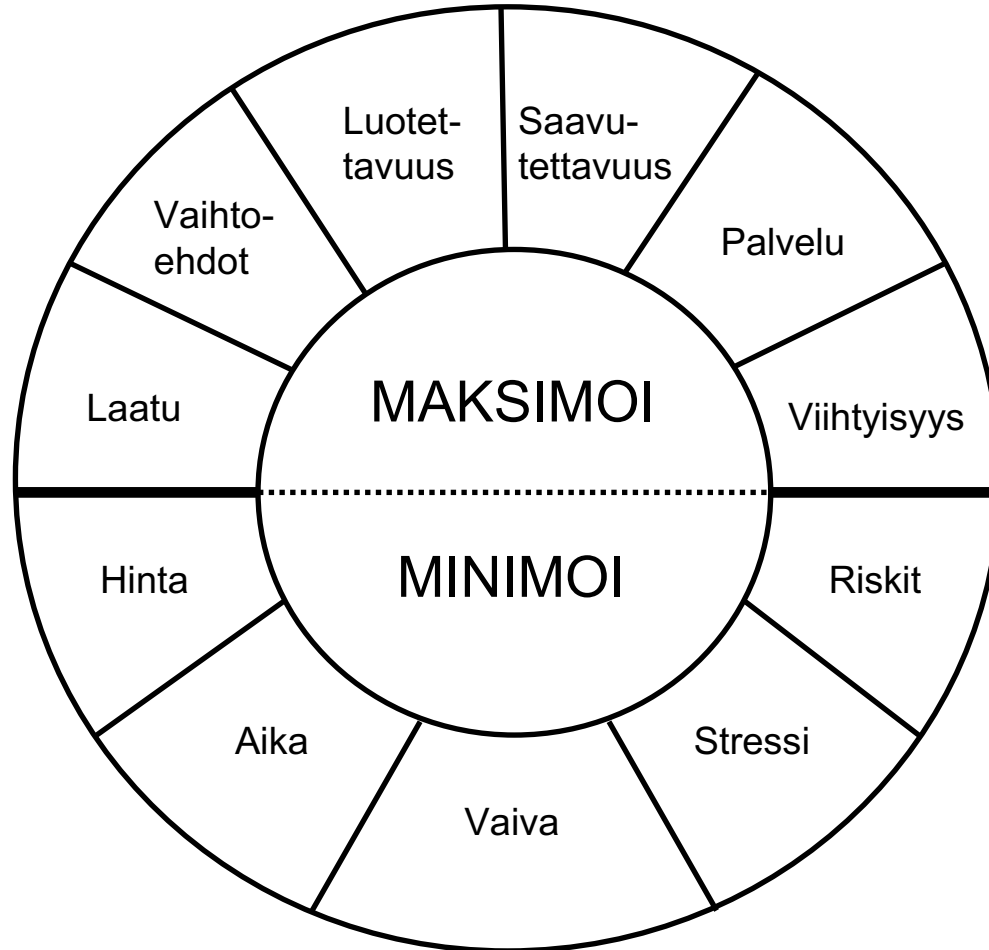 Luotet-
tavuus
Saavu-
tettavuus
Vaihto-
ehdot
Palvelu
Laatu
MAKSIMOI
Viihtyisyys
Hinta
MINIMOI
Riskit
Aika
Stressi
Vaiva